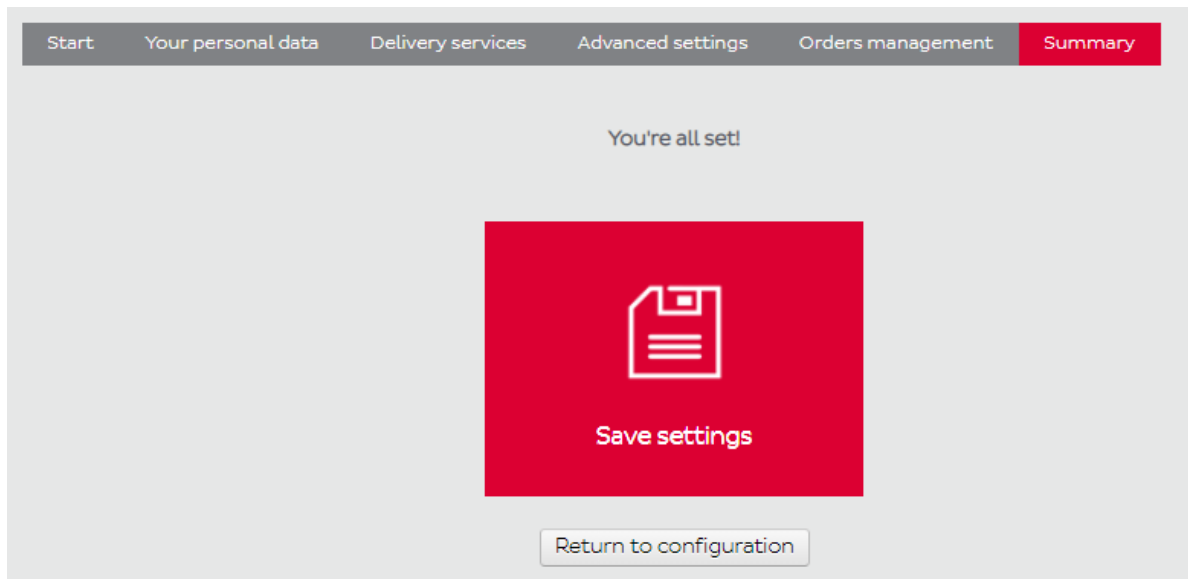 Start Your personal data Delivery services Advanced settings Orders management Summary
You're all set!
Save settings
Return to configuration